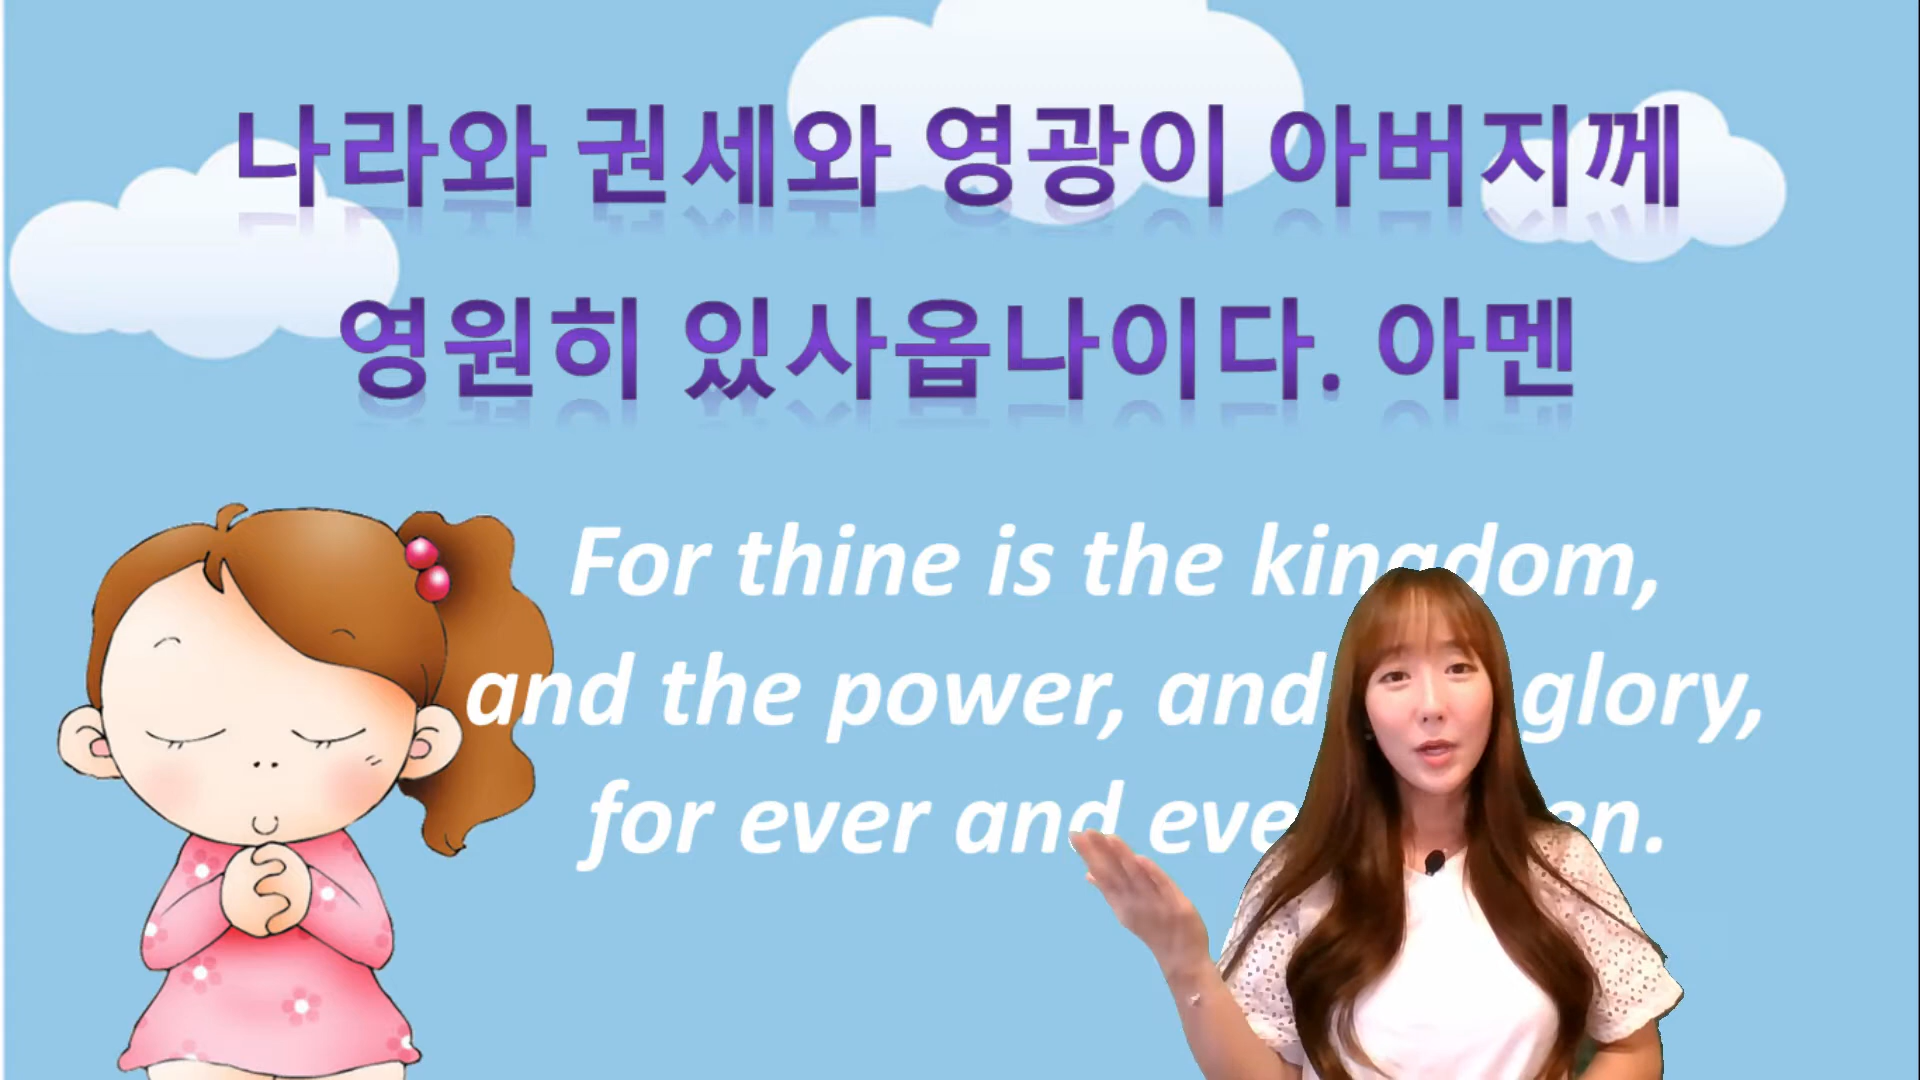 나라와 권세와 영광이 아버지께
영원히 있사옵나이다. 아멘
For thine is the
and the power, and glory,
for ever and